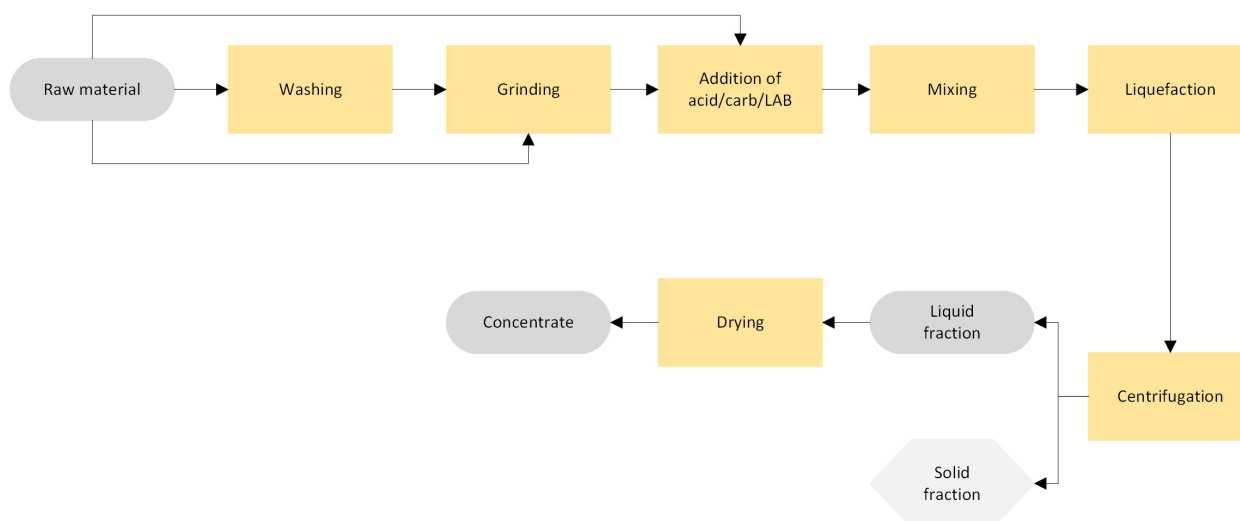 Raw material
Washing
Grinding
Addition of
acid/carb/LAB
Mixing
Liquefaction
Concentrate
Drying
Liquid
fraction
Centrifugation
Solid
fraction